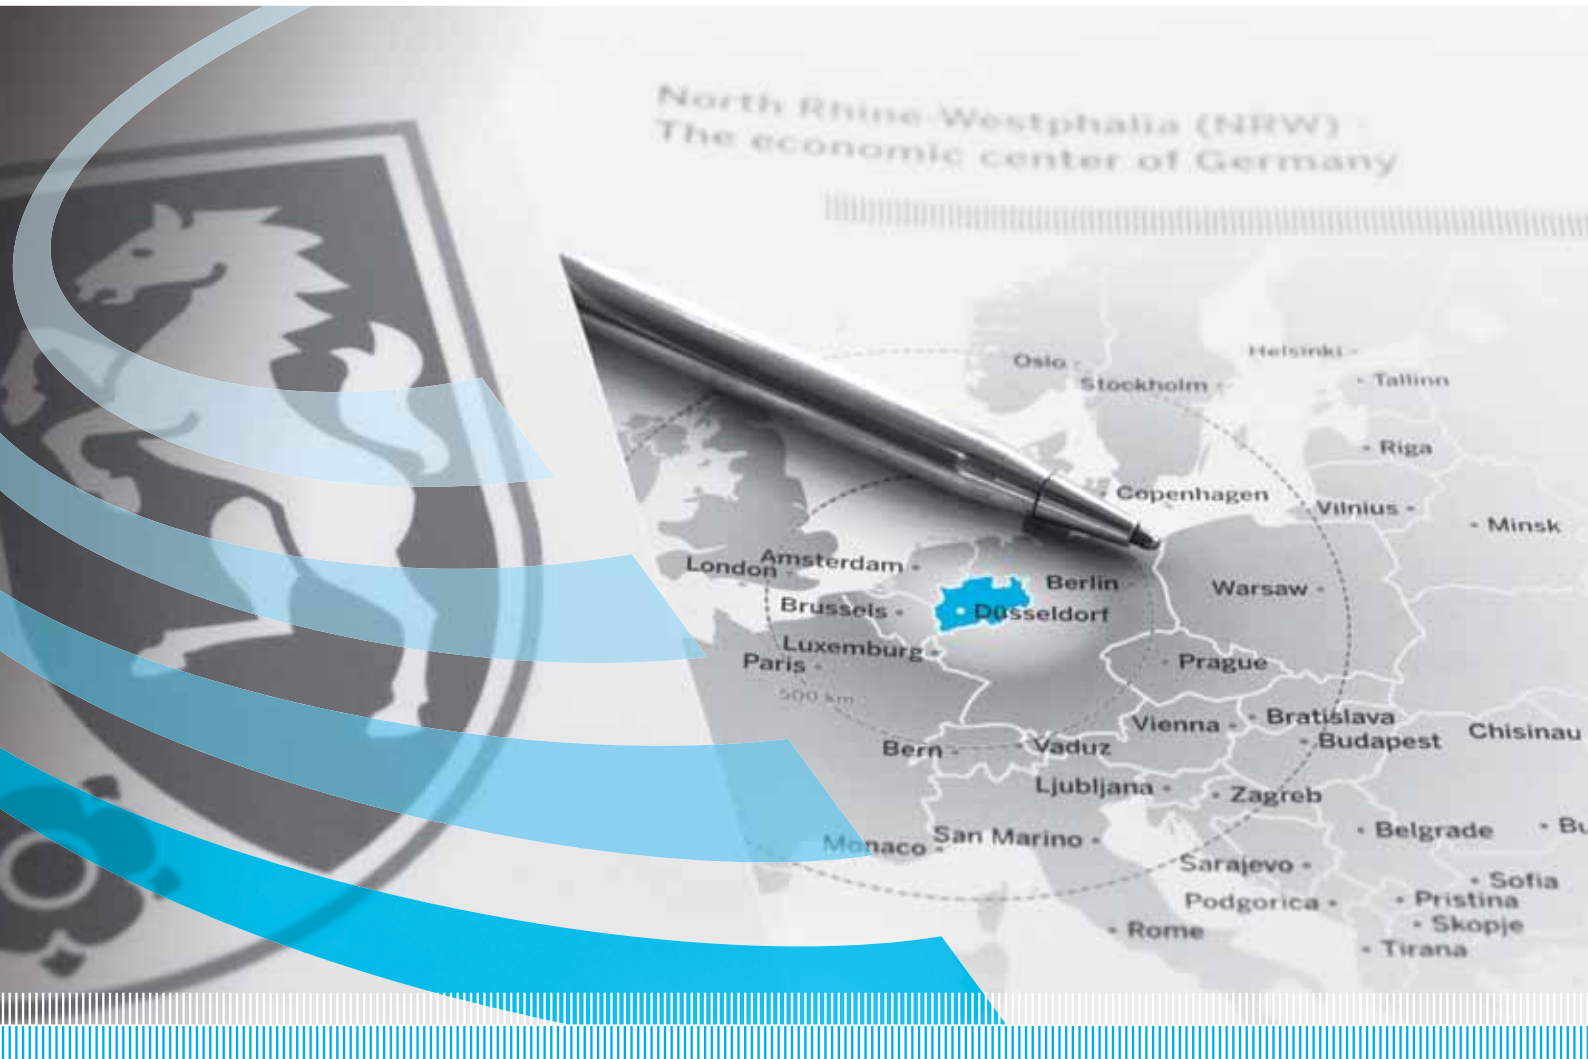 North Rhine-Westphalia (NRW)
The economic center of Germany
Oslo
Helsinki
Stockholm
Tallinn
Riga
Copenhagen
Vilnius
Minsk
London
Amsterdam
Berlin
Warsaw
Brussels
Düsseldorf
Luxemburg
Paris
Prague
500 km
Vienna
Bratislava
Chisinau
Bern
Vaduz
Budapest
Ljubljana
Zagreb
Monaco
San Marino
Belgrade
Bu
Sarajevo
Sofia
Podgorica
Pristina
Rome
Skopje
Tirana